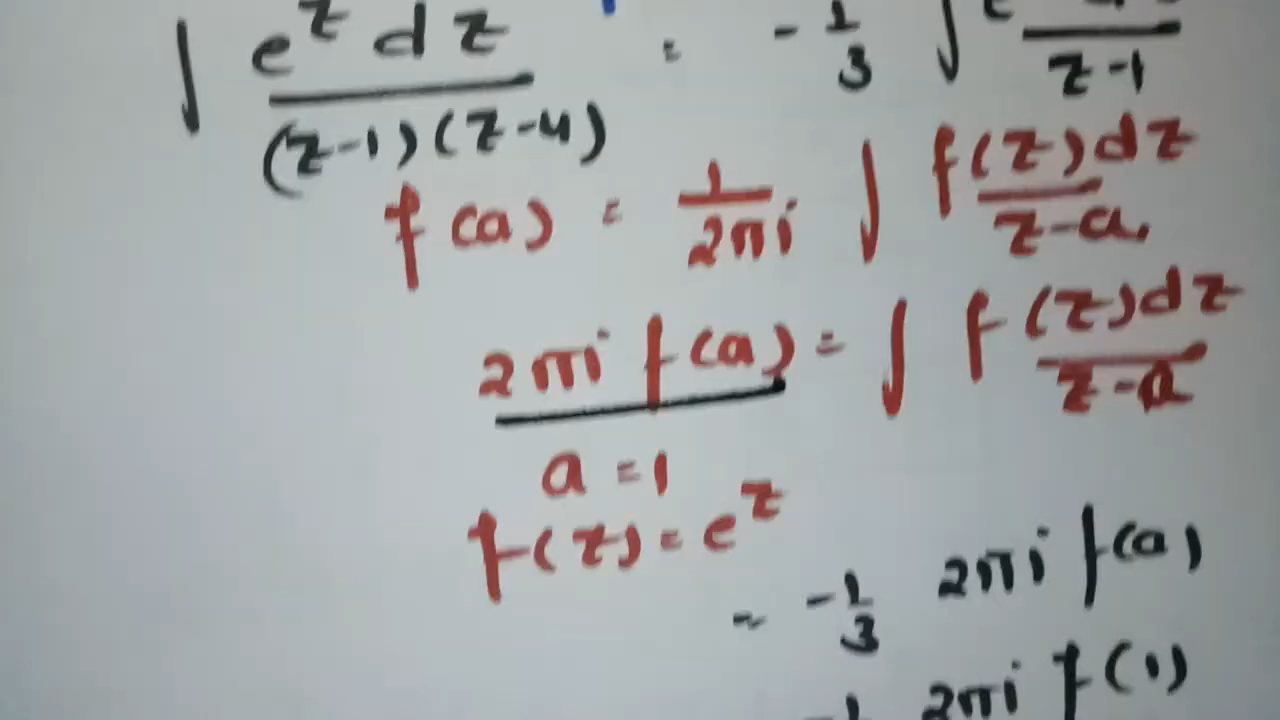 ∫ e^z dz / (z-1)(z-4) = -1/3 ∫ / z-1
f(a) = 1/2πi ∫ f(z)dz / z-a
2πi f(a) = ∫ f(z)dz / z-a
a = 1
f(z) = e^z
= -1/3 2πi f(a)
2πi f(1)